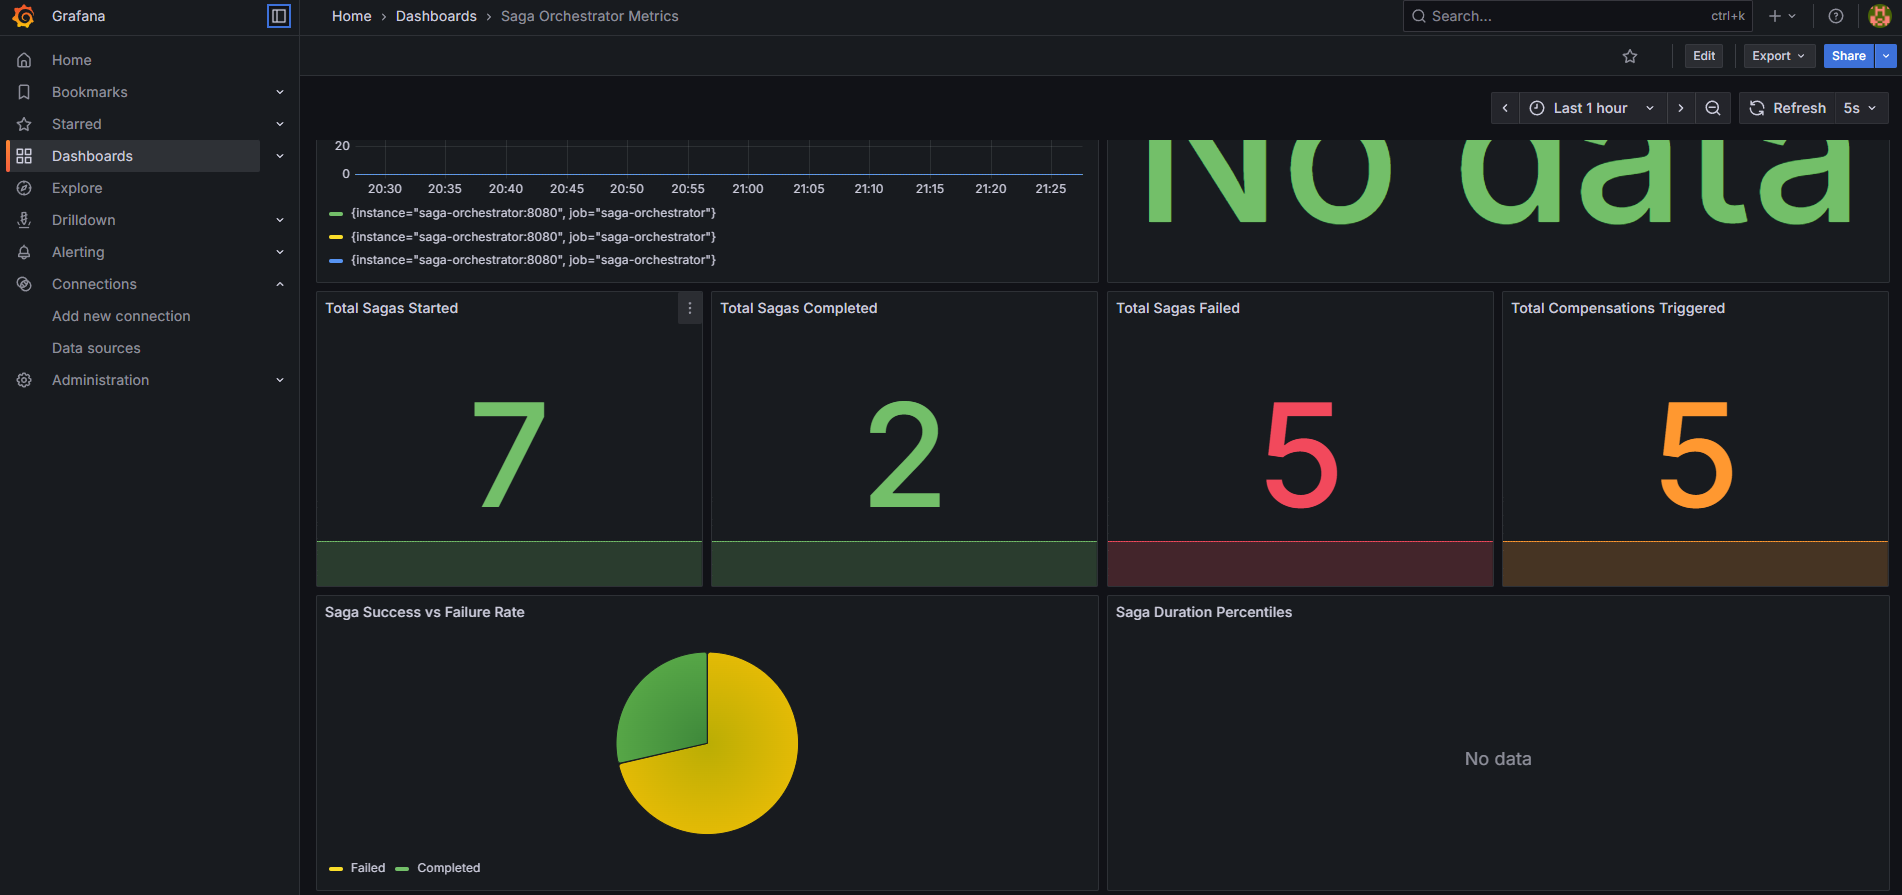 Grafana
Home › Dashboards › Saga Orchestrator Metrics
Search...
ctrl+k
Edit
Export
Share
Last 1 hour
Refresh
5s
Home
Bookmarks
Starred
Dashboards
Explore
Drilldown
Alerting
Connections
Add new connection
Data sources
Administration
20
0
20:30 20:35 20:40 20:45 20:50 20:55 21:00 21:05 21:10 21:15 21:20 21:25
{instance="saga-orchestrator:8080", job="saga-orchestrator"}
{instance="saga-orchestrator:8080", job="saga-orchestrator"}
{instance="saga-orchestrator:8080", job="saga-orchestrator"}
No data
Total Sagas Started
7
Total Sagas Completed
2
Total Sagas Failed
5
Total Compensations Triggered
5
Saga Success vs Failure Rate
Failed Completed
Saga Duration Percentiles
No data